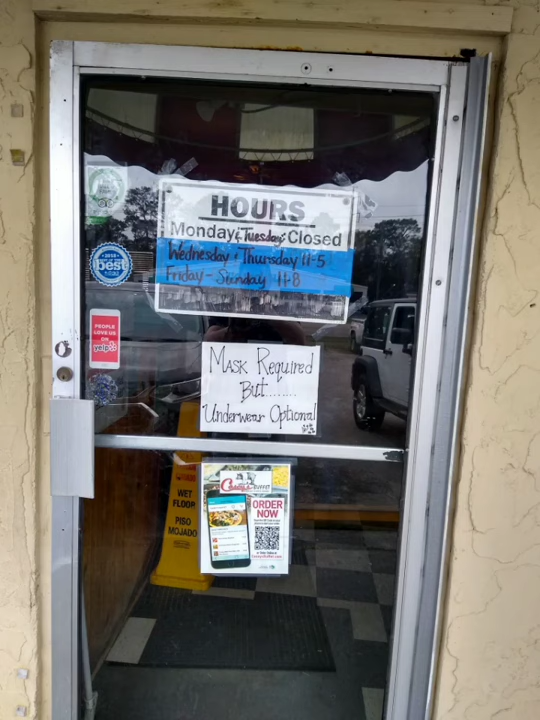 HOURS
Monday & Tuesday: Closed
Wednesday & Thursday 11-5
Friday - Sunday 11-8
best
PEOPLE
LOVE US
ON
yelp
MASK Required
But........
Underwear Optional
BUFFET
ORDER
NOW
WET
FLOOR
PISO
MOJADO